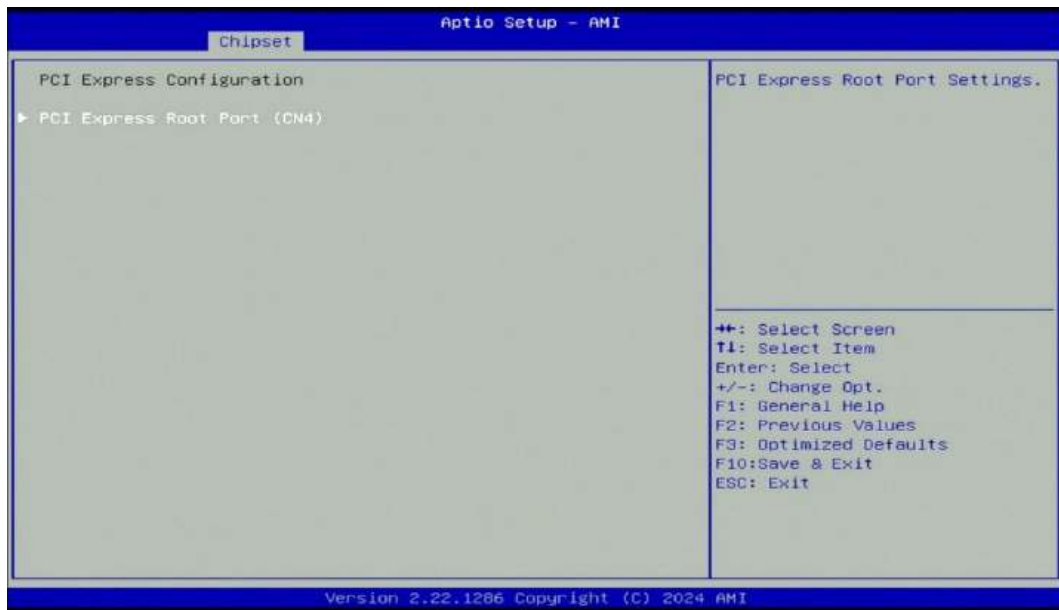 Aptio Setup - AMI
Chipset
PCI Express Configuration
► PCI Express Root Port (CN4)
PCI Express Root Port Settings.
→←: Select Screen
↑↓: Select Item
Enter: Select
+/-: Change Opt.
F1: General Help
F2: Previous Values
F3: Optimized Defaults
F10:Save & Exit
ESC: Exit
Version 2.22.1286 Copyright (C) 2024 AMI